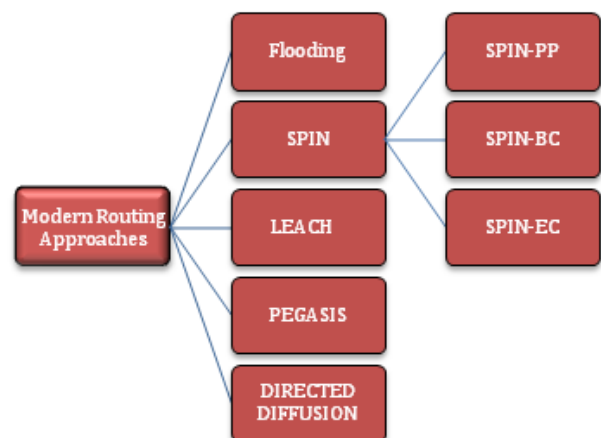 Flooding
SPIN-PP
SPIN
SPIN-BC
Modern Routing
Approaches
LEACH
SPIN-EC
PEGASIS
DIRECTED
DIFFUSION